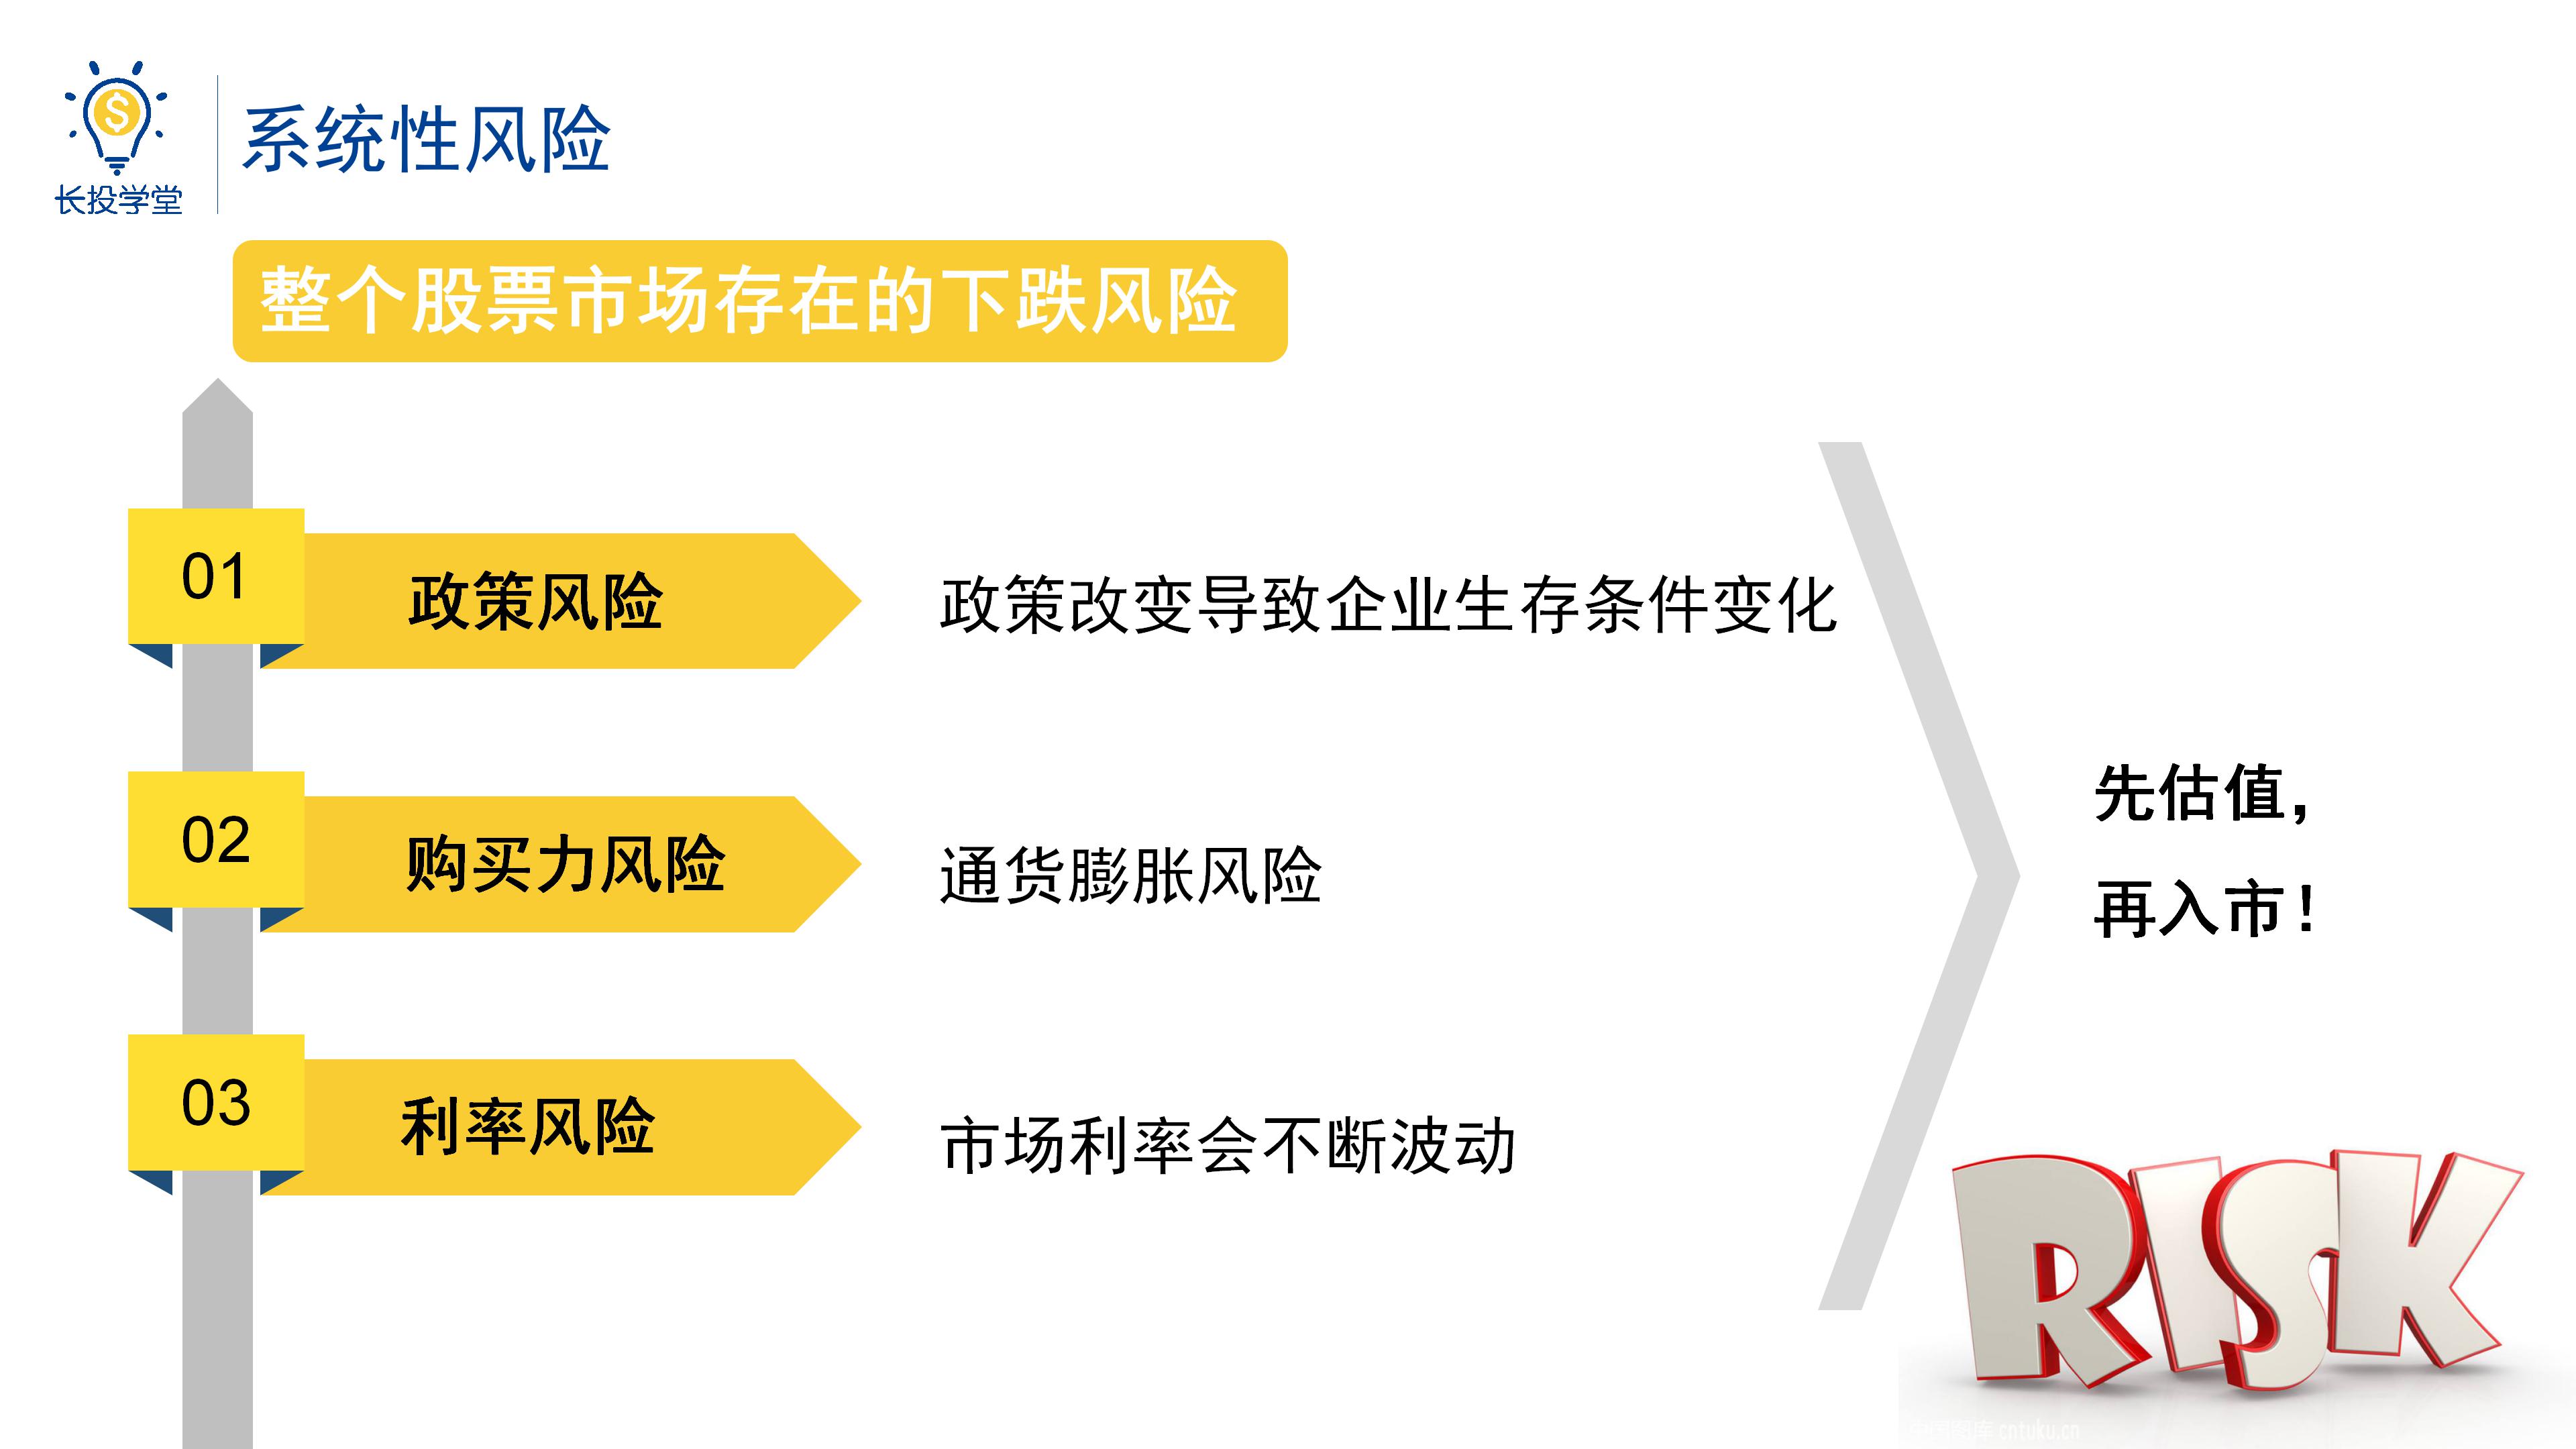 长投学堂
系统性风险
整个股票市场存在的下跌风险
01
政策风险
政策改变导致企业生存条件变化
02
购买力风险
通货膨胀风险
03
利率风险
市场利率会不断波动
先估值，
再入市！
RISK
cntuku.cn